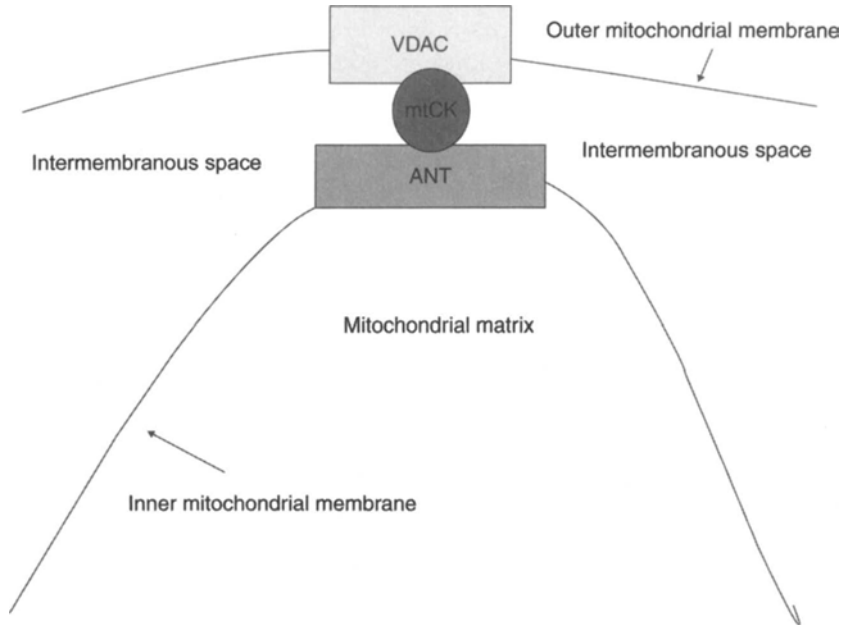 VDAC
Outer mitochondrial membrane
mtCK
Intermembranous space
Intermembranous space
ANT
Mitochondrial matrix
Inner mitochondrial membrane